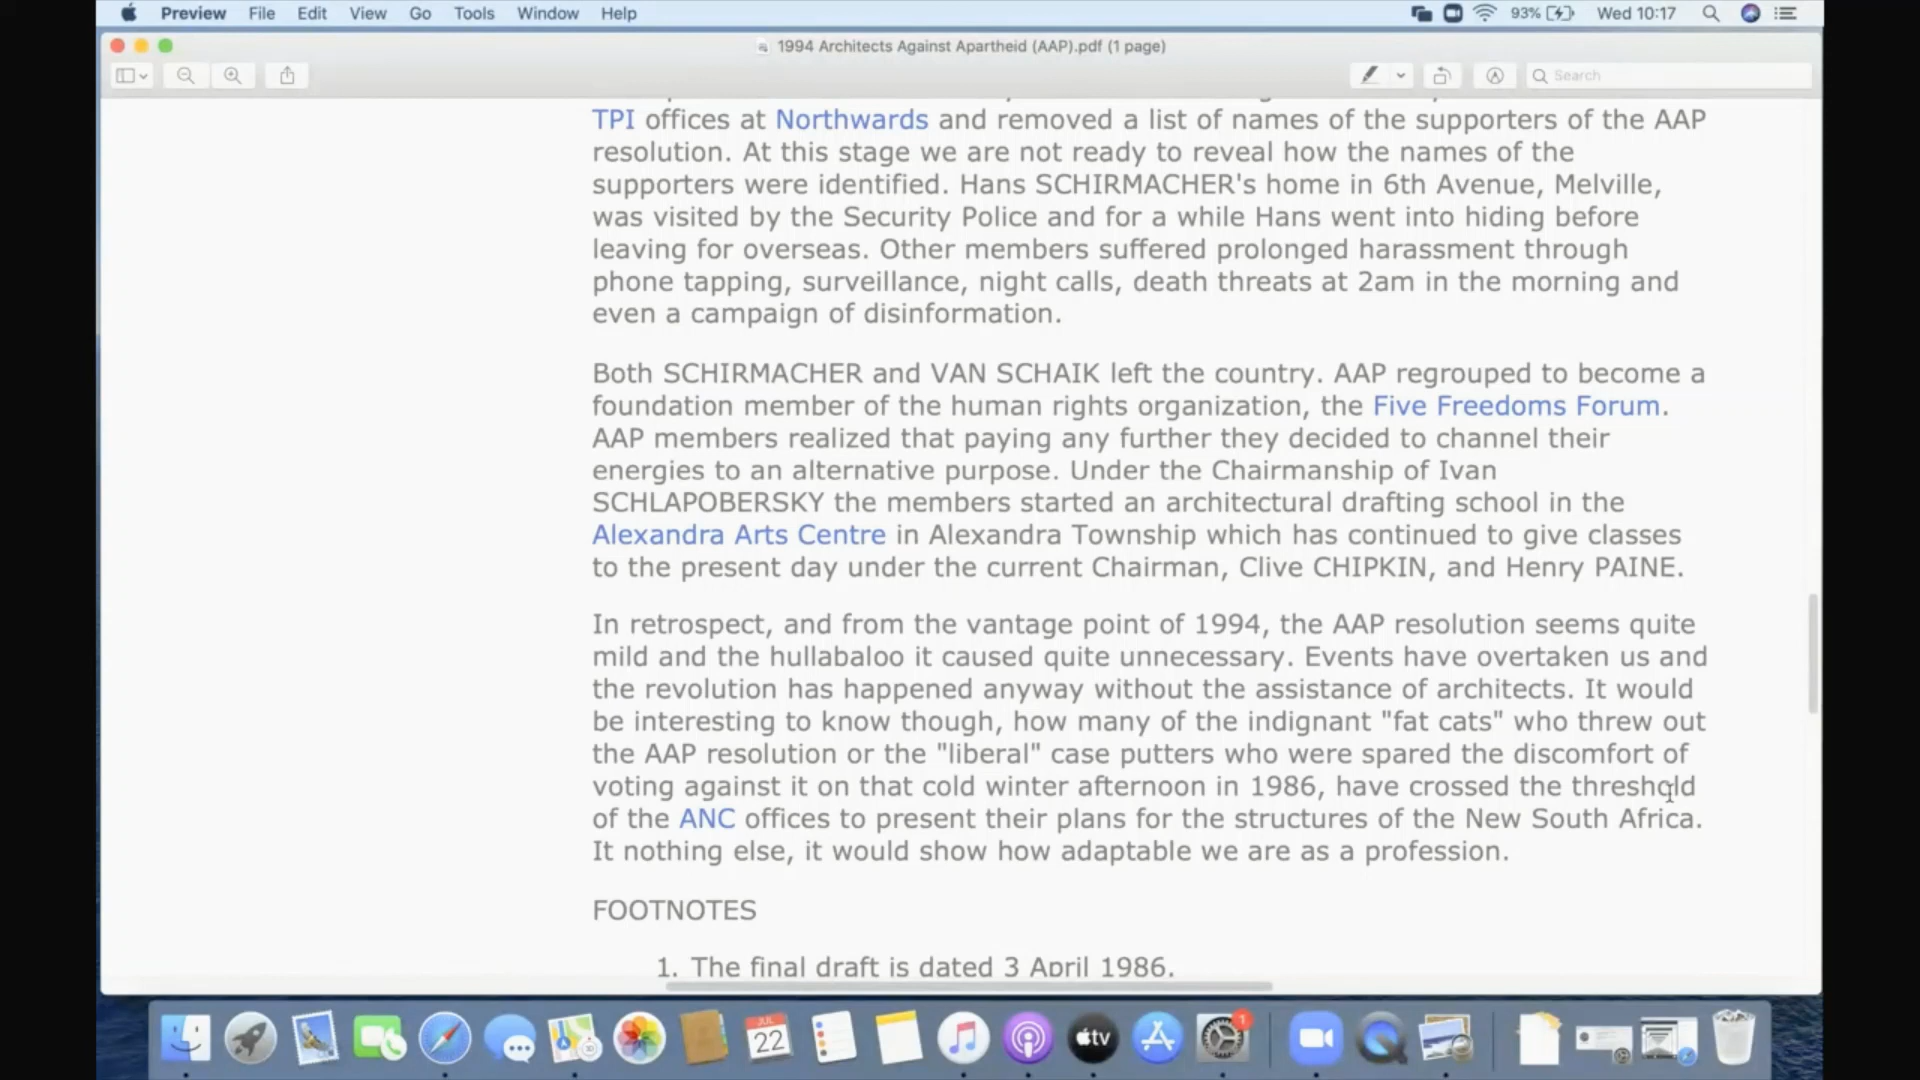 Preview File Edit View Go Tools Window Help 93% Wed 10:17
1994 Architects Against Apartheid (AAP).pdf (1 page)
Search
TPI offices at Northwards and removed a list of names of the supporters of the AAP
resolution. At this stage we are not ready to reveal how the names of the
supporters were identified. Hans SCHIRMACHER's home in 6th Avenue, Melville,
was visited by the Security Police and for a while Hans went into hiding before
leaving for overseas. Other members suffered prolonged harassment through
phone tapping, surveillance, night calls, death threats at 2am in the morning and
even a campaign of disinformation.
Both SCHIRMACHER and VAN SCHAIK left the country. AAP regrouped to become a
foundation member of the human rights organization, the Five Freedoms Forum.
AAP members realized that paying any further they decided to channel their
energies to an alternative purpose. Under the Chairmanship of Ivan
SCHLAPOBERSKY the members started an architectural drafting school in the
Alexandra Arts Centre in Alexandra Township which has continued to give classes
to the present day under the current Chairman, Clive CHIPKIN, and Henry PAINE.
In retrospect, and from the vantage point of 1994, the AAP resolution seems quite
mild and the hullabaloo it caused quite unnecessary. Events have overtaken us and
the revolution has happened anyway without the assistance of architects. It would
be interesting to know though, how many of the indignant "fat cats" who threw out
the AAP resolution or the "liberal" case putters who were spared the discomfort of
voting against it on that cold winter afternoon in 1986, have crossed the threshold
of the ANC offices to present their plans for the structures of the New South Africa.
It nothing else, it would show how adaptable we are as a profession.
FOOTNOTES
1. The final draft is dated 3 April 1986.
JUL
22
tv
1